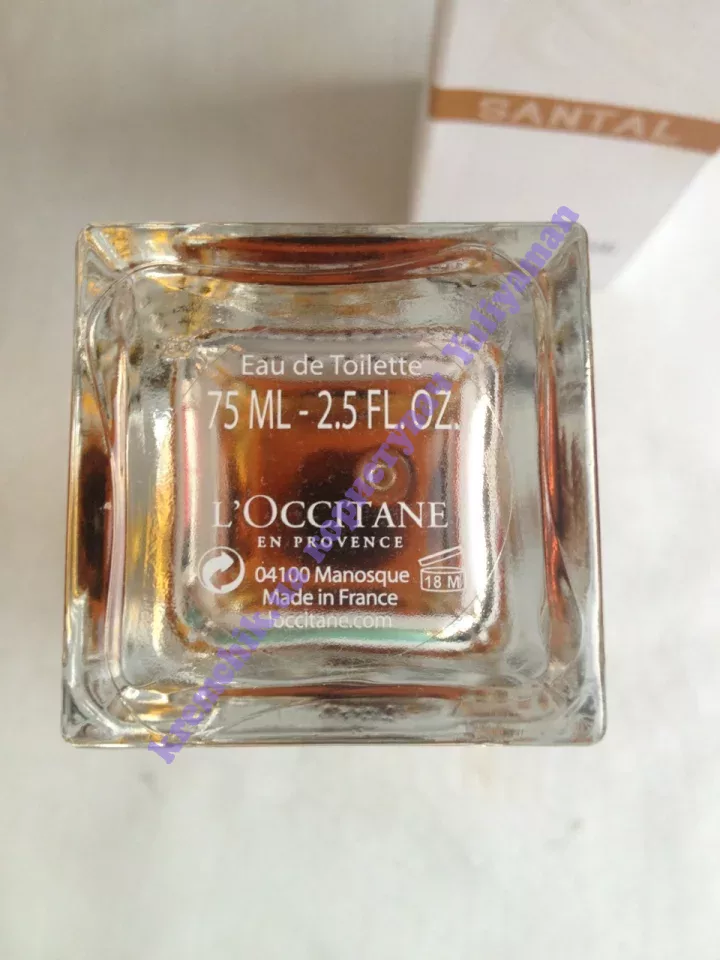 SANTAL
Eau de Toilette
75 ML - 2.5 FL. OZ.
L'OCCITANE
EN PROVENCE
04100 Manosque
18 M
Made in France
loccitane.com